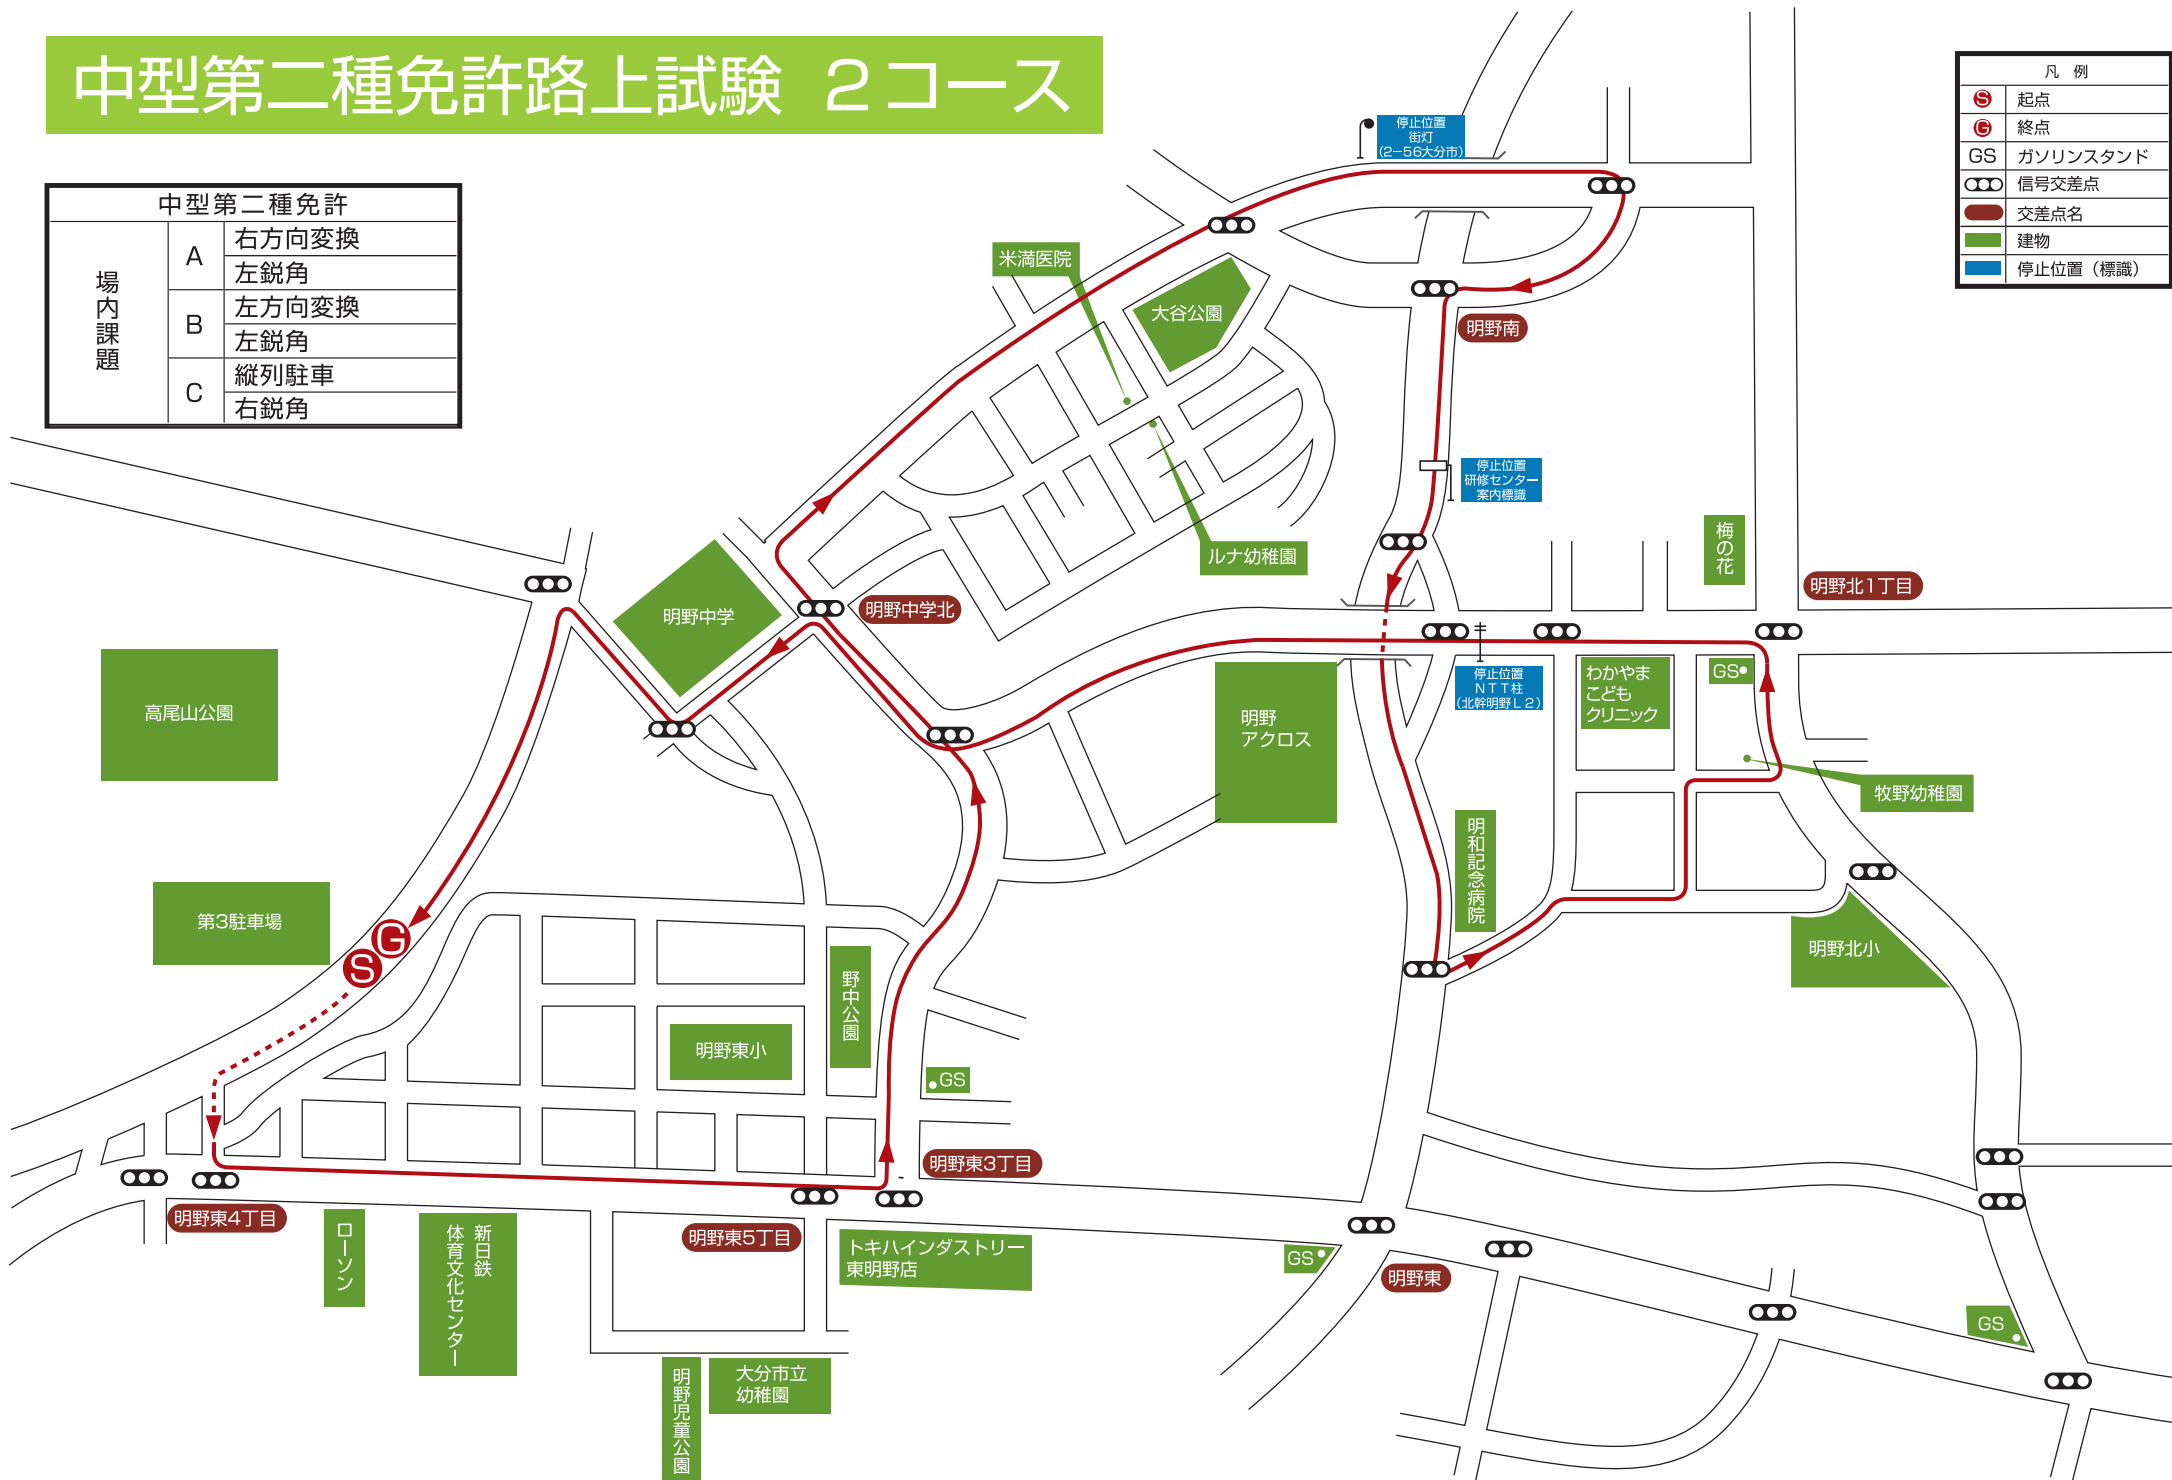 中型第二種免許路上試験 2コース
中型第二種免許
場内課題
A
右方向変換
左鋭角
B
左方向変換
左鋭角
C
縦列駐車
右鋭角
凡 例
S 起点
G 終点
GS ガソリンスタンド
信号交差点
交差点名
建物
停止位置（標識）
停止位置
街灯
(2−56大分市)
米満医院
大谷公園
明野南
停止位置
研修センター
案内標識
梅の花
ルナ幼稚園
明野北1丁目
明野中学
明野中学北
高尾山公園
明野
アクロス
停止位置
NTT柱
(北幹明野L2)
わかやま
こども
クリニック
GS
牧野幼稚園
明和記念病院
第3駐車場
G
S
明野北小
野中公園
明野東小
GS
明野東3丁目
明野東4丁目
ローソン
新日鉄
体育文化センター
明野東5丁目
トキハインダストリー
東明野店
GS
明野東
GS
明野児童公園
大分市立
幼稚園